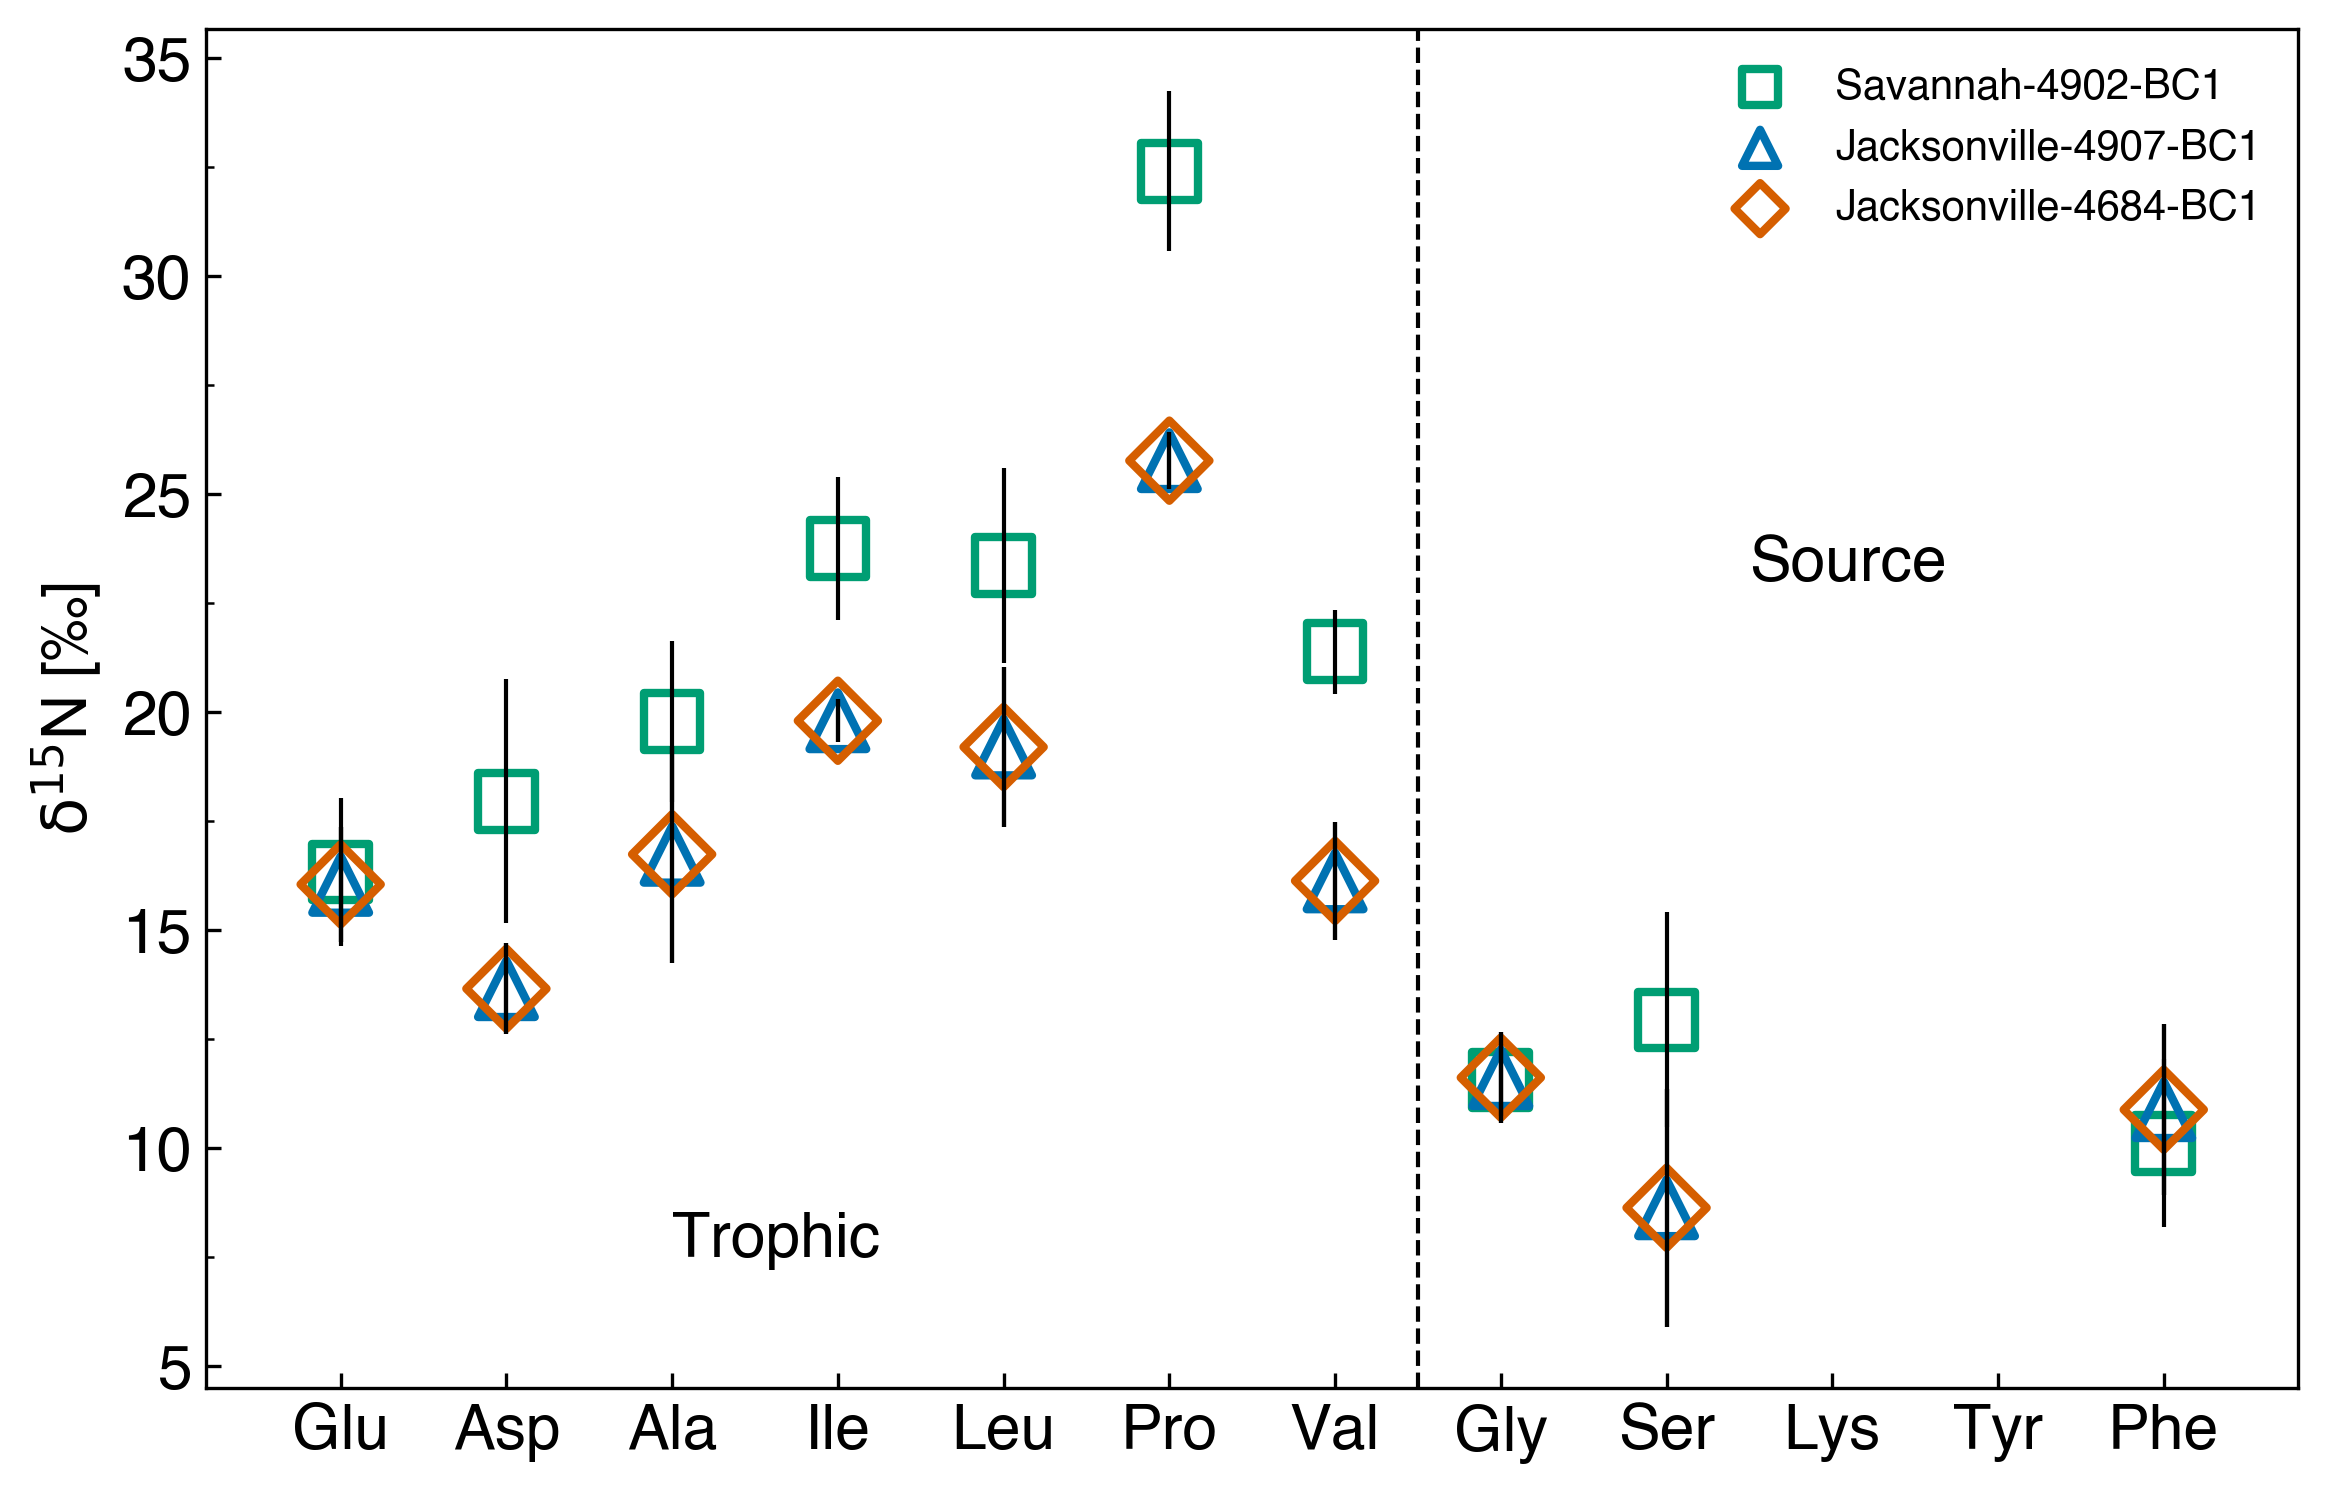 35
30
25
20
15
10
5
δ¹⁵N [‰]
Savannah-4902-BC1
Jacksonville-4907-BC1
Jacksonville-4684-BC1
Source
Trophic
Glu Asp Ala Ile Leu Pro Val Gly Ser Lys Tyr Phe